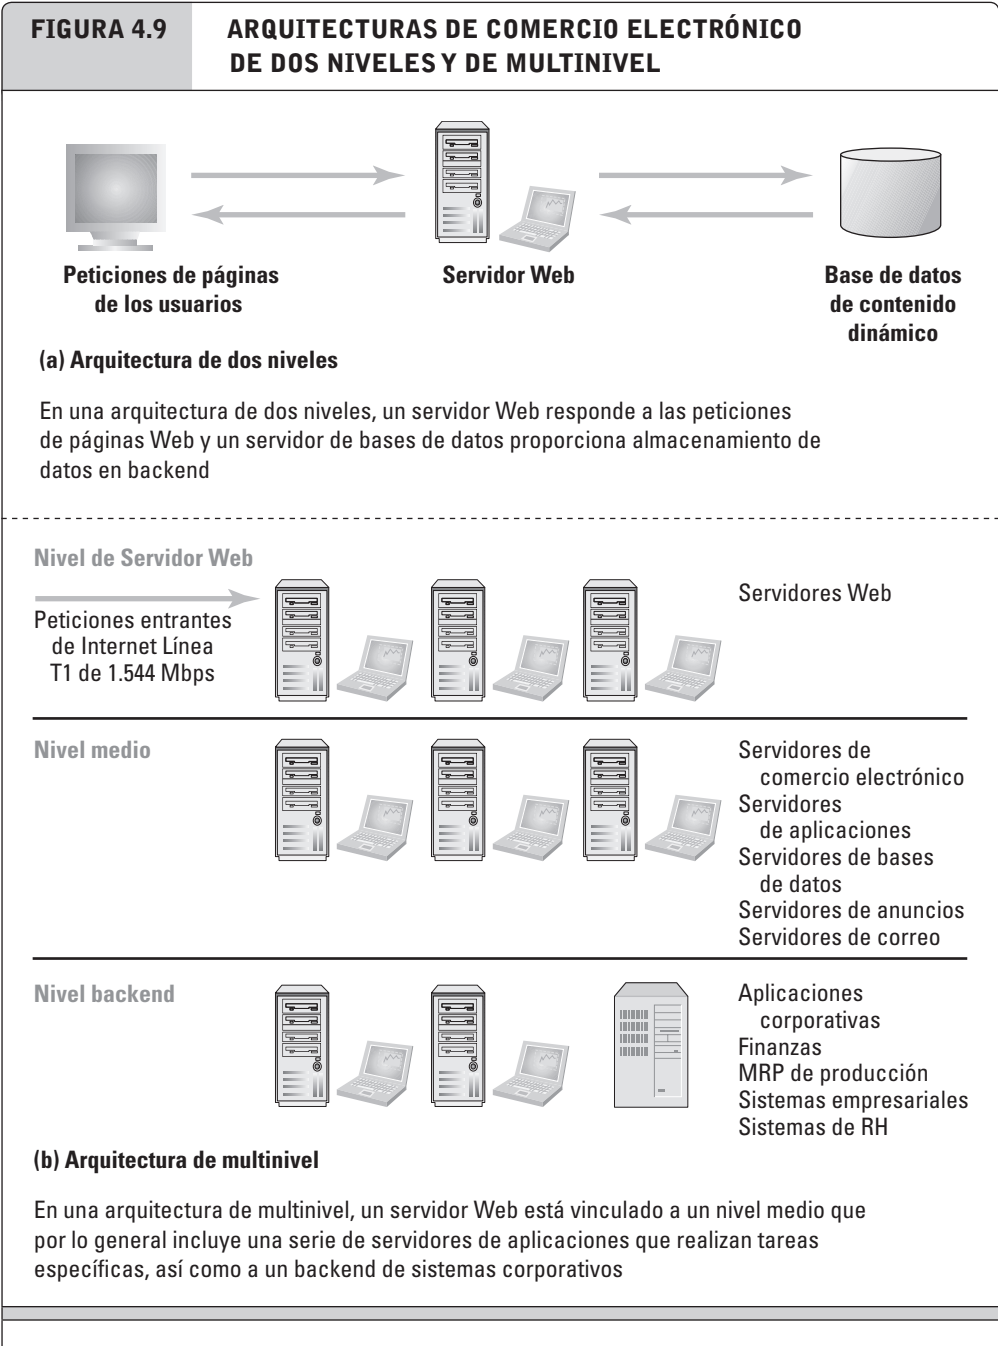 FIGURA 4.9
ARQUITECTURAS DE COMERCIO ELECTRÓNICO
DE DOS NIVELES Y DE MULTINIVEL
Peticiones de páginas
de los usuarios
Servidor Web
Base de datos
de contenido
dinámico
(a) Arquitectura de dos niveles
En una arquitectura de dos niveles, un servidor Web responde a las peticiones
de páginas Web y un servidor de bases de datos proporciona almacenamiento de
datos en backend
Nivel de Servidor Web
Peticiones entrantes
de Internet Línea
T1 de 1.544 Mbps
Servidores Web
Nivel medio
Servidores de
comercio electrónico
Servidores
de aplicaciones
Servidores de bases
de datos
Servidores de anuncios
Servidores de correo
Nivel backend
Aplicaciones
corporativas
Finanzas
MRP de producción
Sistemas empresariales
Sistemas de RH
(b) Arquitectura de multinivel
En una arquitectura de multinivel, un servidor Web está vinculado a un nivel medio que
por lo general incluye una serie de servidores de aplicaciones que realizan tareas
específicas, así como a un backend de sistemas corporativos